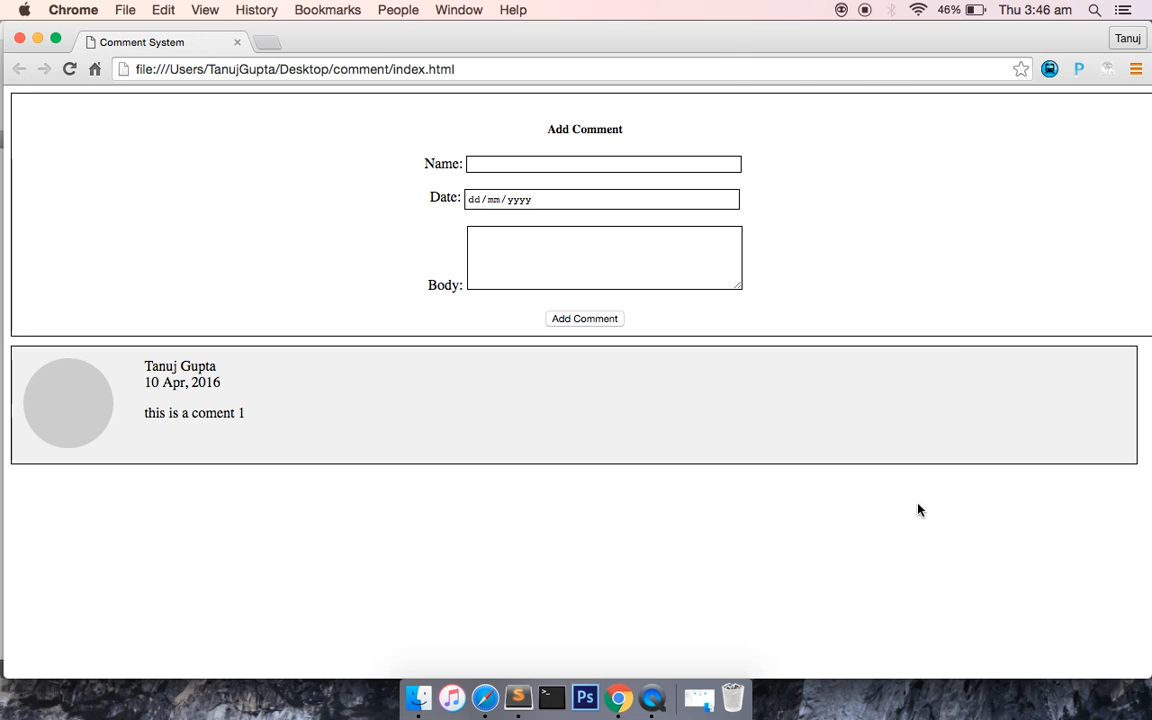 Chrome File Edit View History Bookmarks People Window Help 46% Thu 3:46 am
Comment System Tanuj
file:///Users/TanujGupta/Desktop/comment/index.html P
Add Comment
Name:
Date: dd/mm/yyyy
Body:
Add Comment
Tanuj Gupta
10 Apr, 2016
this is a coment 1
>_ Ps